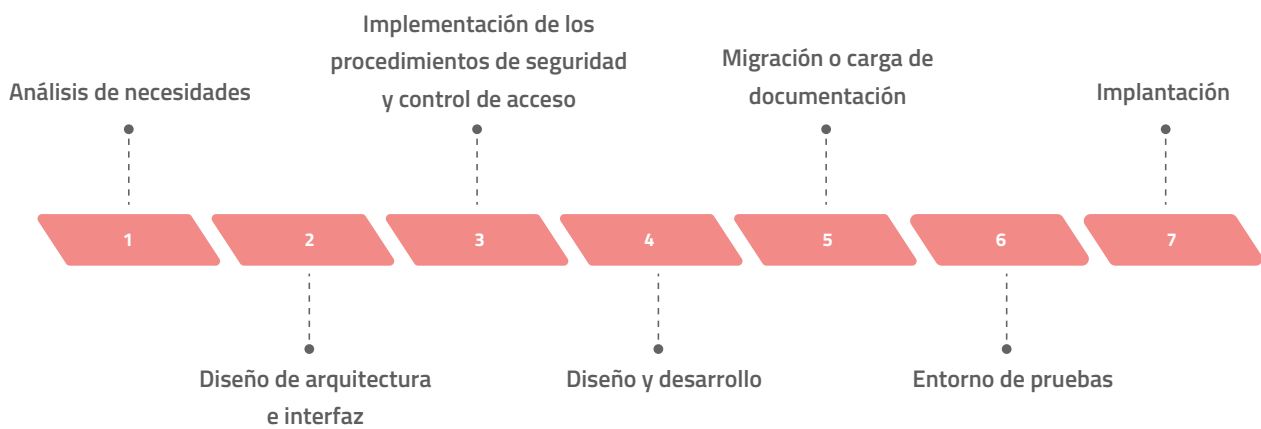 Análisis de necesidades
1
Diseño de arquitectura
e interfaz
2
Implementación de los
procedimientos de seguridad
y control de acceso
3
Diseño y desarrollo
4
Migración o carga de
documentación
5
Entorno de pruebas
6
Implantación
7